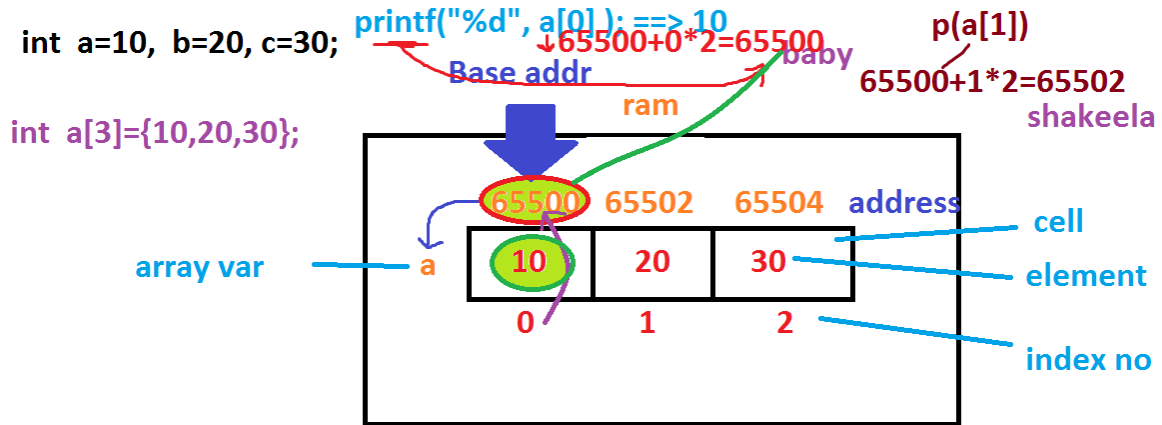 int a=10, b=20, c=30;
printf("%d", a[0] ); ==> 10
65500+0*2=65500
p(a[1])
Base addr
baby
65500+1*2=65502
ram
shakeela
int a[3]={10,20,30};
65500 65502 65504 address
cell
array var a 10 20 30 element
0 1 2
index no